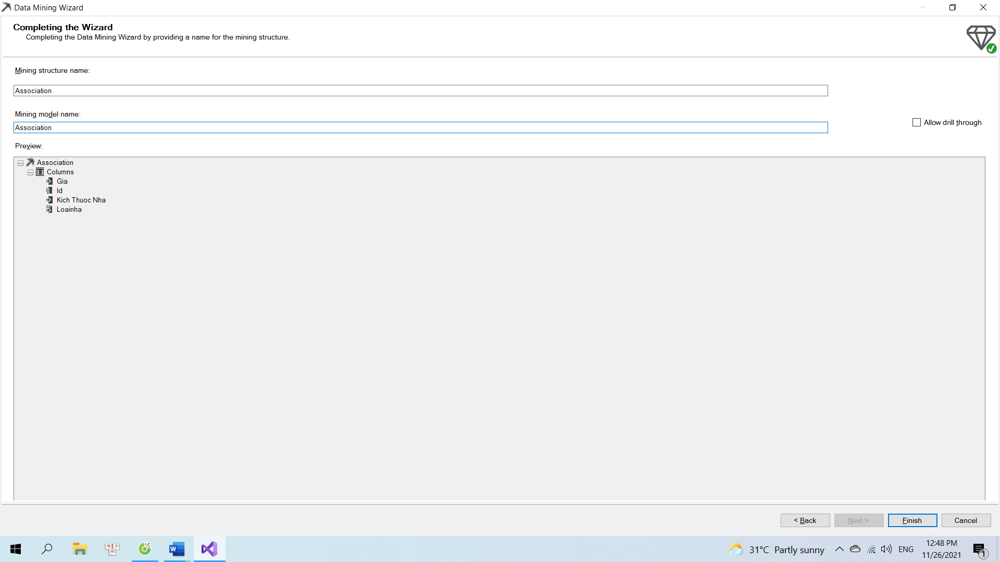 Data Mining Wizard
Completing the Wizard
Completing the Data Mining Wizard by providing a name for the mining structure.
Mining structure name:
Association
Mining model name:
Association
Allow drill through
Preview:
Association
Columns
Gia
Id
Kich Thuoc Nha
Loainha
< Back
Next >
Finish
Cancel
31°C Partly sunny
ENG
12:48 PM
11/26/2021
1